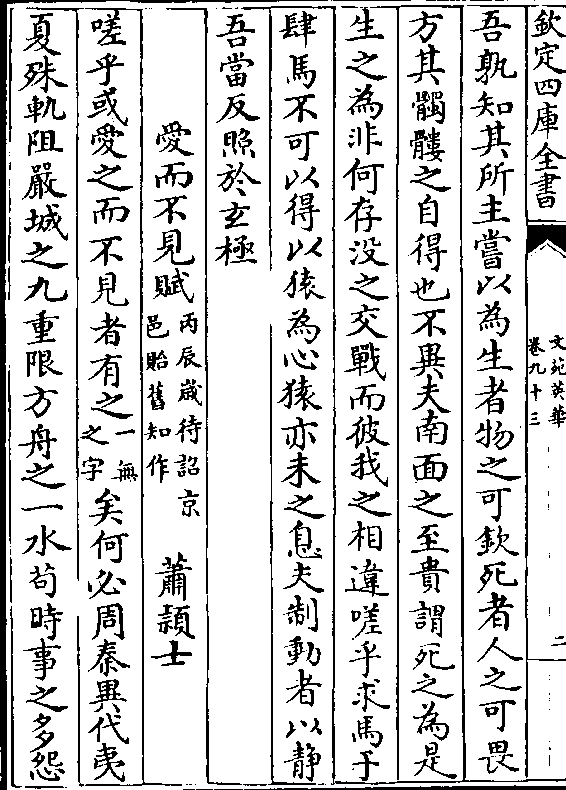 欽定四庫全書
文苑英華
卷九十三
二
吾孰知其所主嘗以為生者物之可欽死者人之可畏
方其髑髏之自得也不異夫南面之至貴謂死之為是
生之為非何存没之交戰而彼我之相違嗟乎求馬于
肆馬不可以得以猿為心猿亦未之息夫制動者以静
吾當反照於玄極
愛而不見賦丙辰歲待詔京
邑貽舊知作
蕭頴士
嗟乎或愛之而不見者有之一無
之字矣何必周秦異代夷
夏殊軌阻嚴城之九重限方舟之一水苟時事之多怨